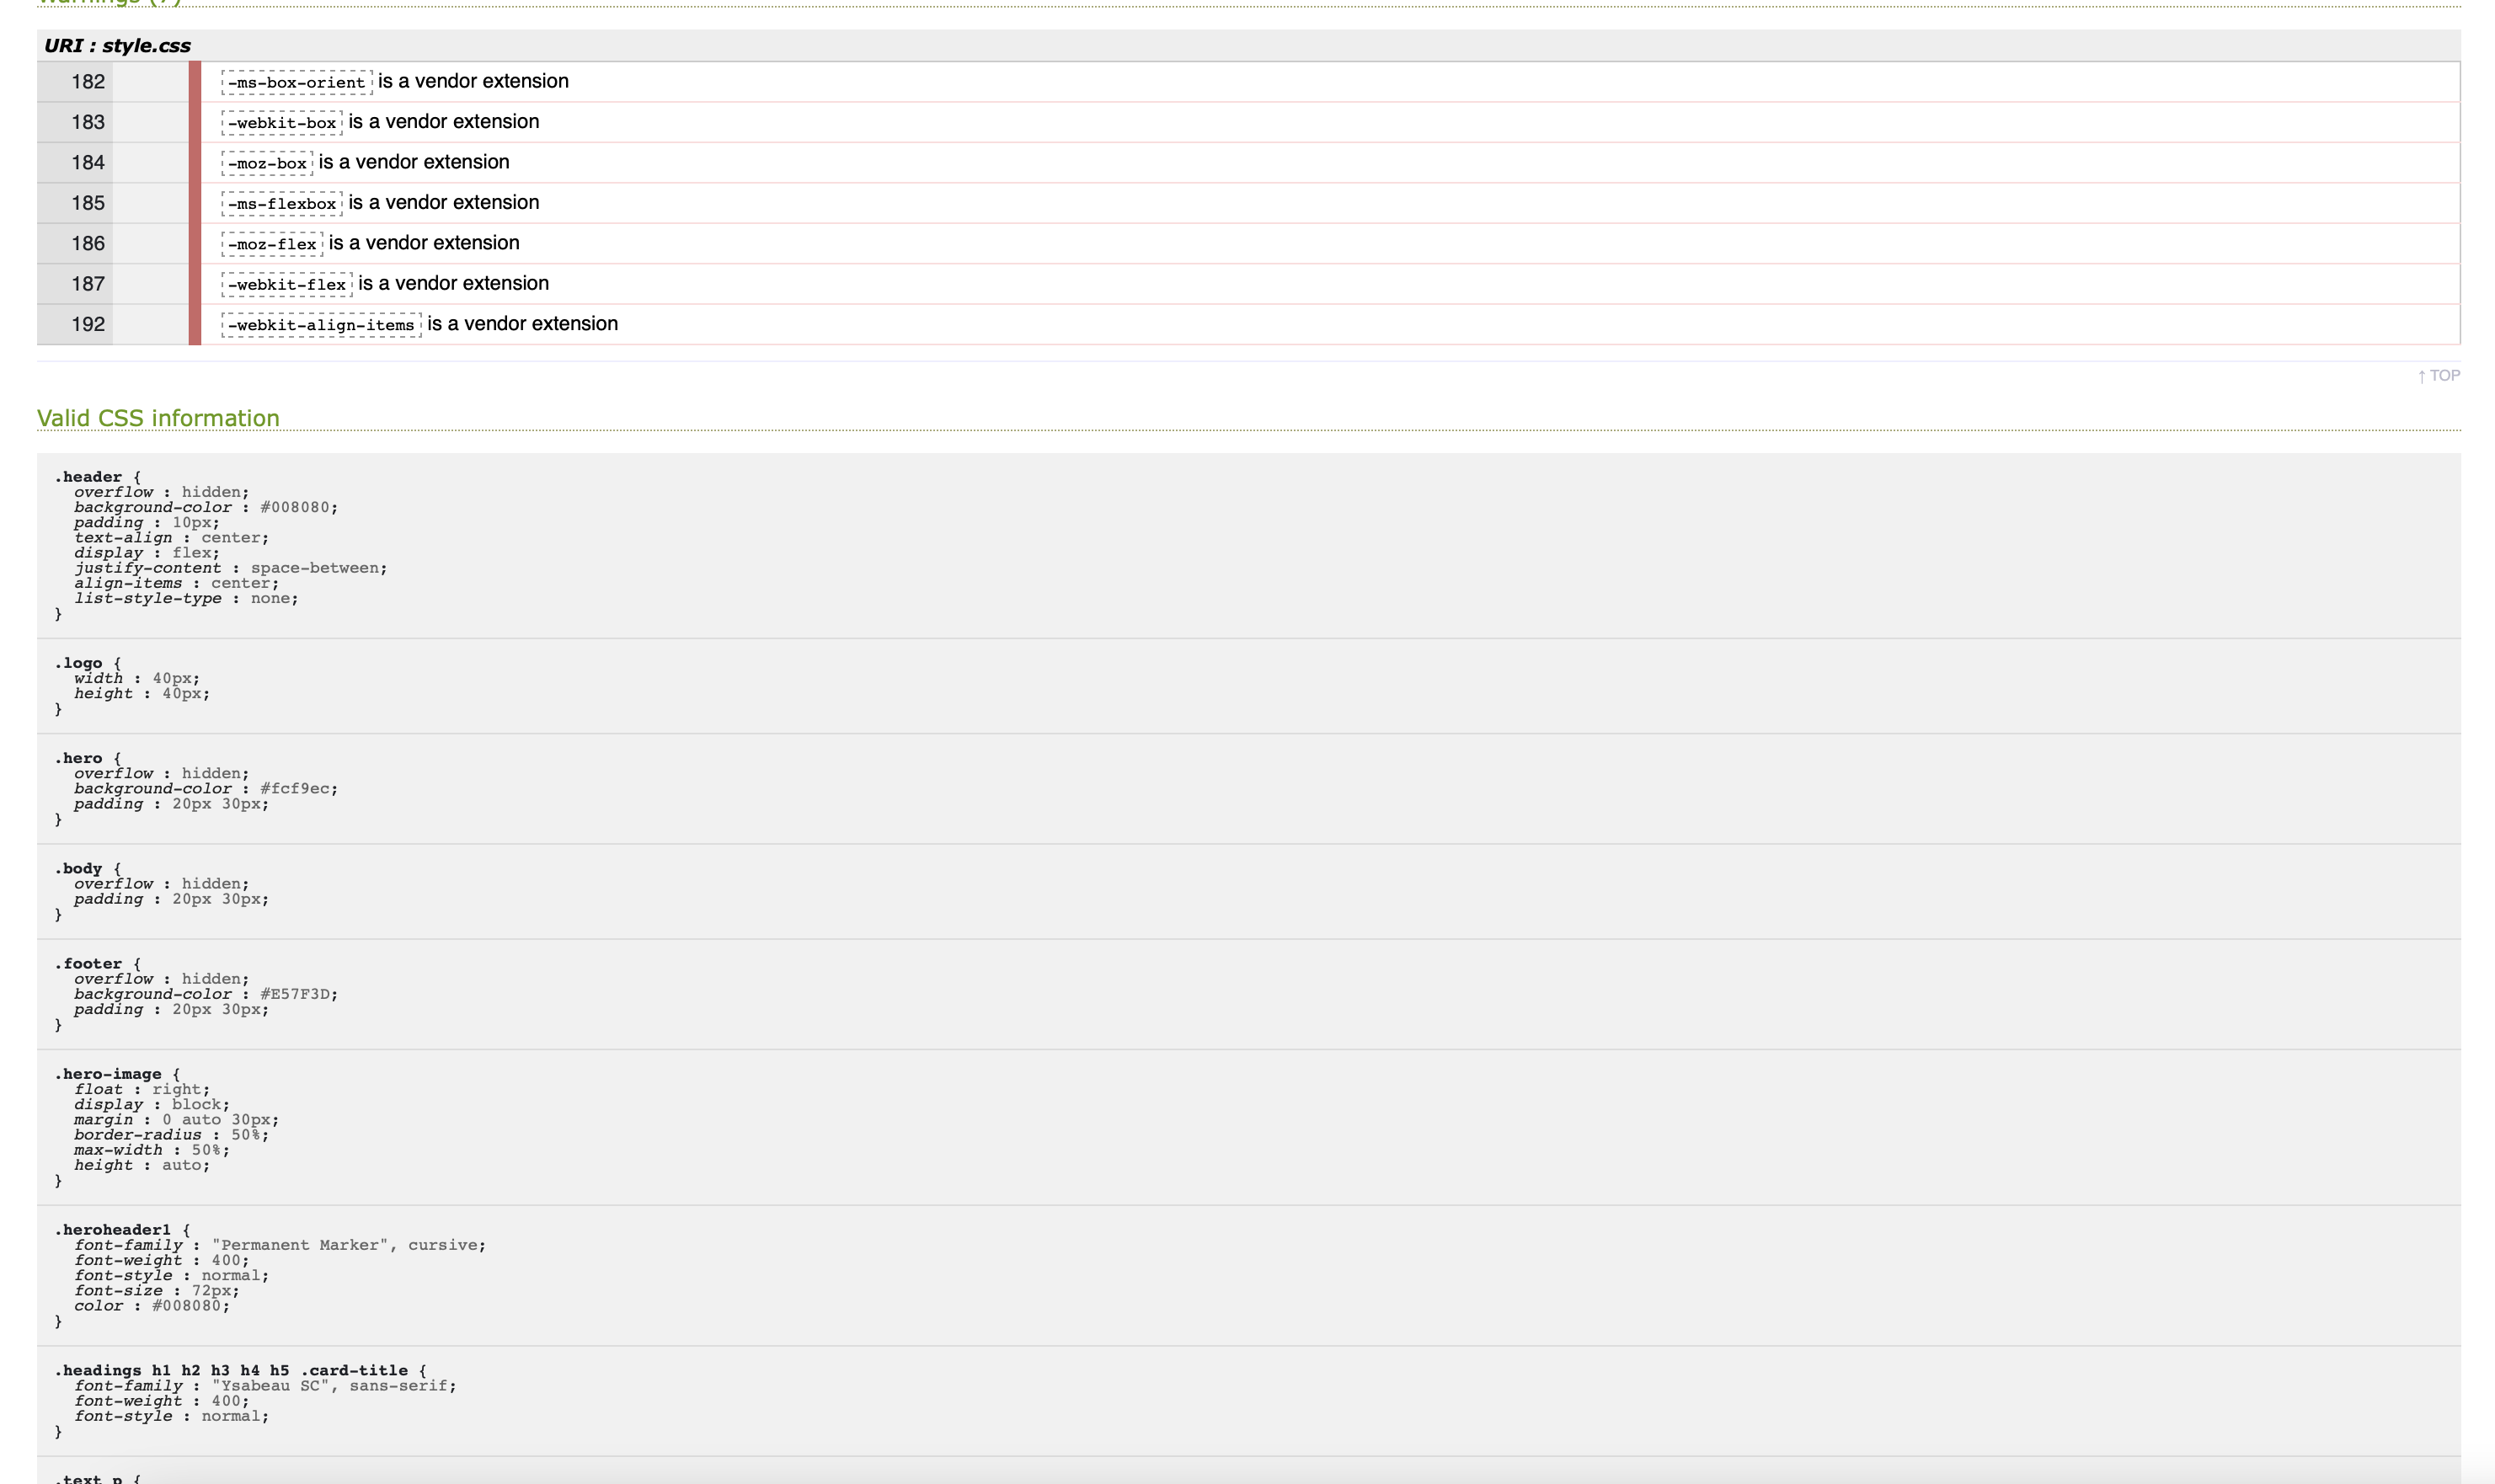 Warnings (7)
URI : style.css
182 -ms-box-orient is a vendor extension
183 -webkit-box is a vendor extension
184 -moz-box is a vendor extension
185 -ms-flexbox is a vendor extension
186 -moz-flex is a vendor extension
187 -webkit-flex is a vendor extension
192 -webkit-align-items is a vendor extension
↑ TOP
Valid CSS information
.header {
overflow : hidden;
background-color : #008080;
padding : 10px;
text-align : center;
display : flex;
justify-content : space-between;
align-items : center;
list-style-type : none;
}
.logo {
width : 40px;
height : 40px;
}
.hero {
overflow : hidden;
background-color : #fcf9ec;
padding : 20px 30px;
}
.body {
overflow : hidden;
padding : 20px 30px;
}
.footer {
overflow : hidden;
background-color : #E57F3D;
padding : 20px 30px;
}
.hero-image {
float : right;
display : block;
margin : 0 auto 30px;
border-radius : 50%;
max-width : 50%;
height : auto;
}
.heroheader1 {
font-family : "Permanent Marker", cursive;
font-weight : 400;
font-style : normal;
font-size : 72px;
color : #008080;
}
.headings h1 h2 h3 h4 h5 .card-title {
font-family : "Ysabeau SC", sans-serif;
font-weight : 400;
font-style : normal;
}
.text p {